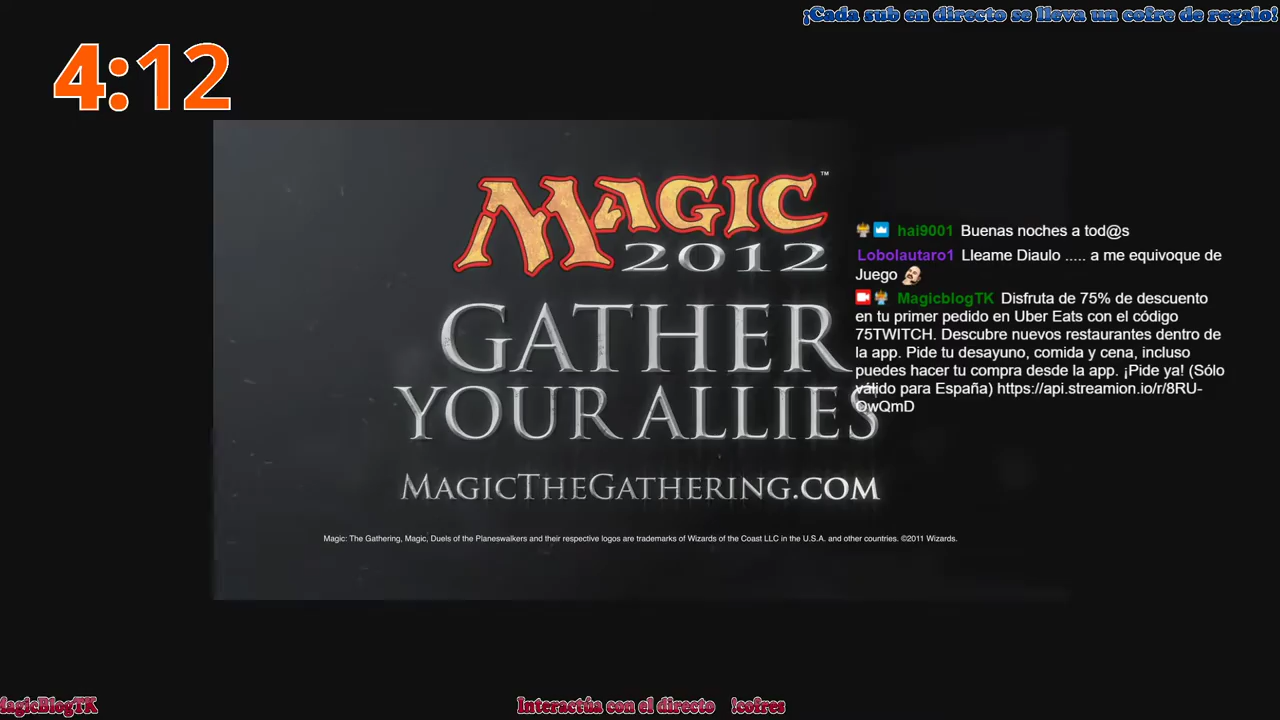 ¡Cada sub en directo se lleva un cofre de regalo!
4:12
MAGIC™
2012
GATHER
YOUR ALLIES
MAGICTHEGATHERING.COM
Magic: The Gathering, Magic, Duels of the Planeswalkers and their respective logos are trademarks of Wizards of the Coast LLC in the U.S.A. and other countries. ©2011 Wizards.
hai9001 Buenas noches a tod@s
Lobolautaro1 Lleame Diaulo ..... a me equivoque de
Juego
MagicblogTK Disfruta de 75% de descuento
en tu primer pedido en Uber Eats con el código
75TWITCH. Descubre nuevos restaurantes dentro de
la app. Pide tu desayuno, comida y cena, incluso
puedes hacer tu compra desde la app. ¡Pide ya! (Sólo
válido para España) https://api.streamion.io/r/8RU-
OwQmD
MagicBlogTK
Interactúa con el directo !cofres